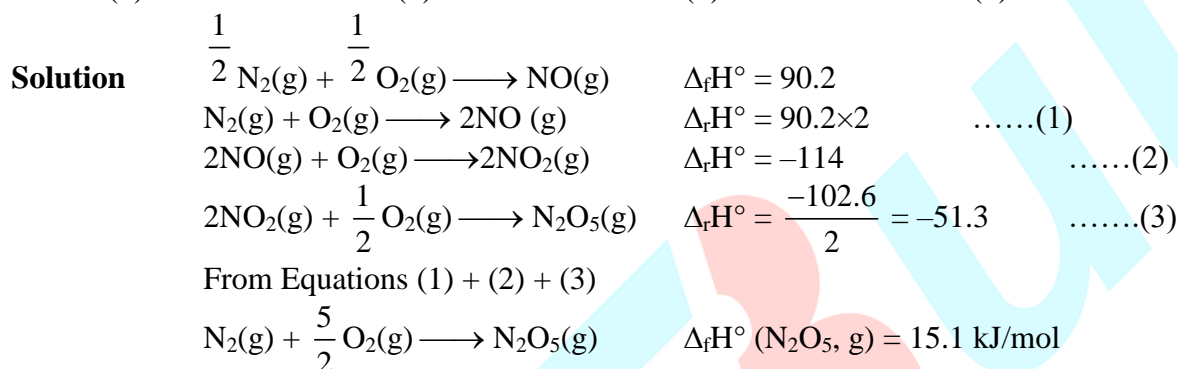 Solution 1/2 N₂(g) + 1/2 O₂(g) ⟶ NO(g) ΔfH° = 90.2
N₂(g) + O₂(g) ⟶ 2NO (g) ΔrH° = 90.2×2 ……(1)
2NO(g) + O₂(g) ⟶2NO₂(g) ΔrH° = –114 ……(2)
2NO₂(g) + 1/2 O₂(g) ⟶ N₂O₅(g) ΔrH° = −102.6/2 = –51.3 …….(3)
From Equations (1) + (2) + (3)
N₂(g) + 5/2 O₂(g) ⟶ N₂O₅(g) ΔfH° (N₂O₅, g) = 15.1 kJ/mol